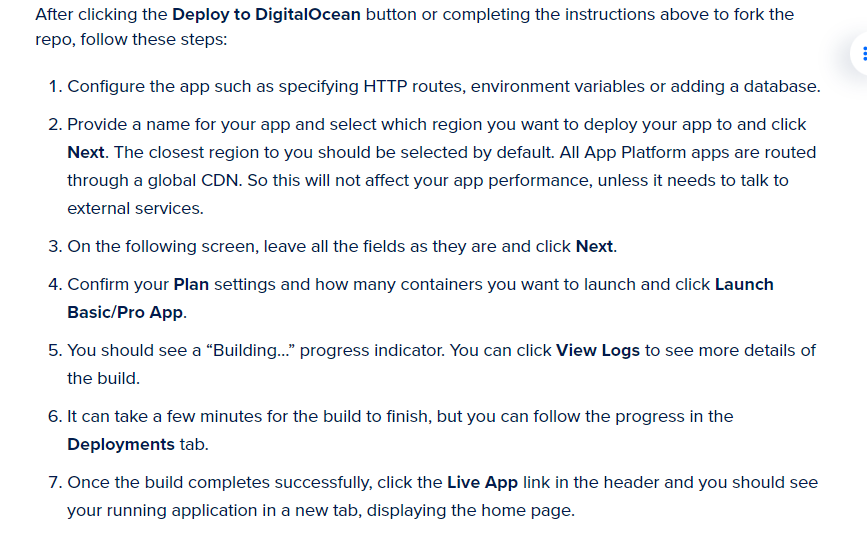 After clicking the Deploy to DigitalOcean button or completing the instructions above to fork the
repo, follow these steps:
1. Configure the app such as specifying HTTP routes, environment variables or adding a database.
2. Provide a name for your app and select which region you want to deploy your app to and click
Next. The closest region to you should be selected by default. All App Platform apps are routed
through a global CDN. So this will not affect your app performance, unless it needs to talk to
external services.
3. On the following screen, leave all the fields as they are and click Next.
4. Confirm your Plan settings and how many containers you want to launch and click Launch
Basic/Pro App.
5. You should see a “Building…” progress indicator. You can click View Logs to see more details of
the build.
6. It can take a few minutes for the build to finish, but you can follow the progress in the
Deployments tab.
7. Once the build completes successfully, click the Live App link in the header and you should see
your running application in a new tab, displaying the home page.